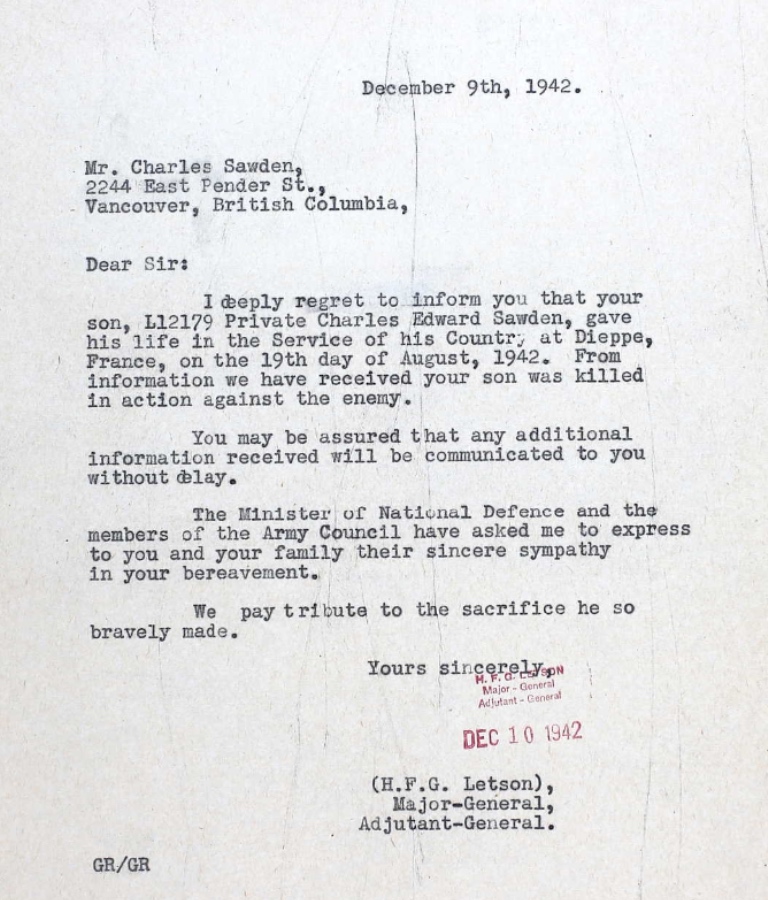 December 9th, 1942.
Mr. Charles Sawden,
2244 East Pender St.,
Vancouver, British Columbia,
Dear Sir:
I deeply regret to inform you that your
son, L12179 Private Charles Edward Sawden, gave
his life in the Service of his Country at Dieppe,
France, on the 19th day of August, 1942. From
information we have received your son was killed
in action against the enemy.
You may be assured that any additional
information received will be communicated to you
without delay.
The Minister of National Defence and the
members of the Army Council have asked me to express
to you and your family their sincere sympathy
in your bereavement.
We pay tribute to the sacrifice he so
bravely made.
Yours sincerely,
H. F. G. LETSON
Major - General
Adjutant - General
DEC 10 1942
(H.F.G. Letson),
Major-General,
Adjutant-General.
GR/GR